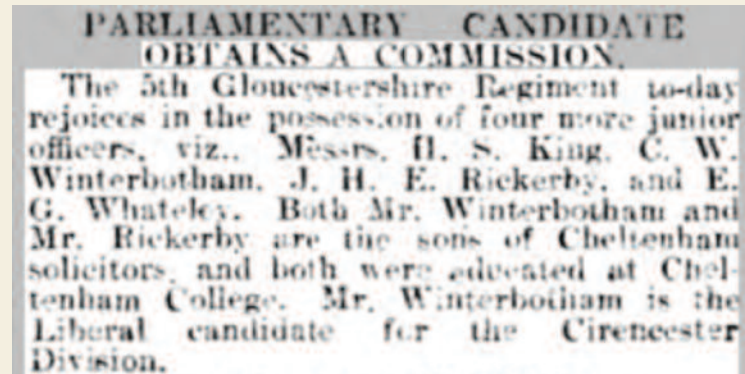 PARLIAMENTARY CANDIDATE
OBTAINS A COMMISSION.
The 5th Gloucestershire Regiment to-day
rejoices in the possession of four more junior
officers, viz., Messrs. H. S. King, C. W.
Winterbotham, J. H. E. Rickerby, and E.
G. Whateley. Both Mr. Winterbotham and
Mr. Rickerby are the sons of Cheltenham
solicitors, and both were educated at Chel-
tenham College. Mr. Winterbotham is the
Liberal candidate for the Cirencester
Division.